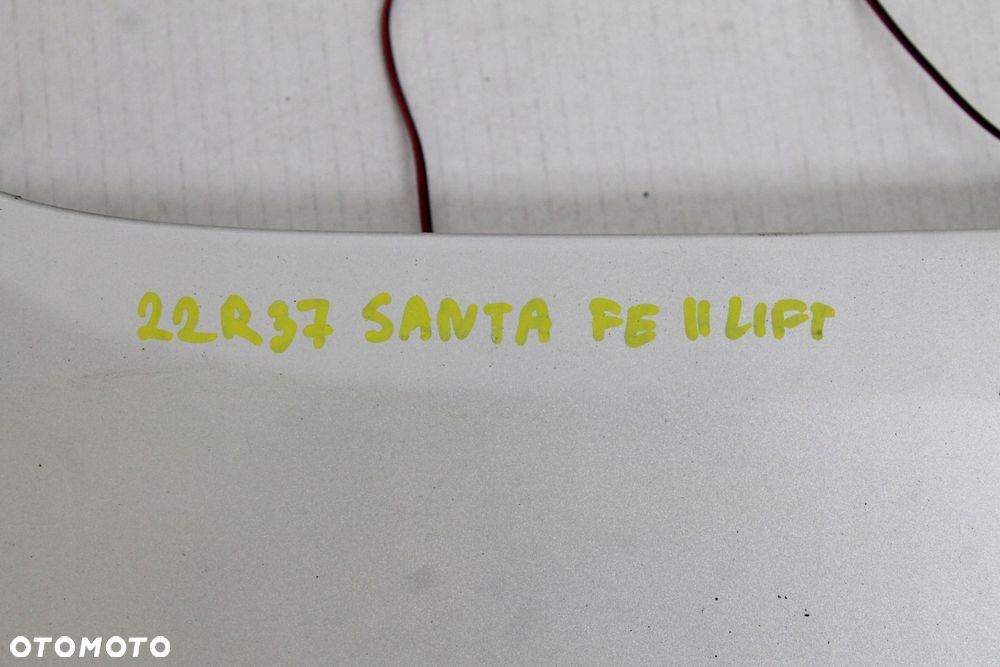 22R37 SANTA FE II LIFT
OTOMOTO